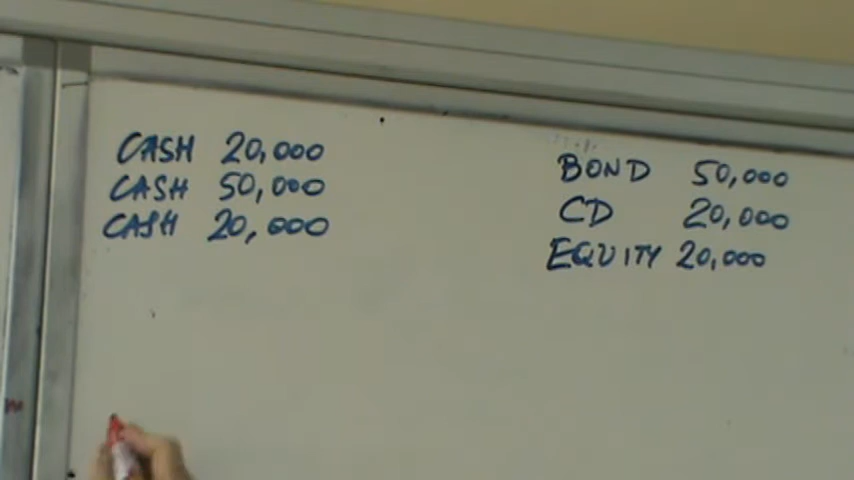 CASH 20,000
CASH 50,000
CASH 20,000
BOND 50,000
CD 20,000
EQUITY 20,000